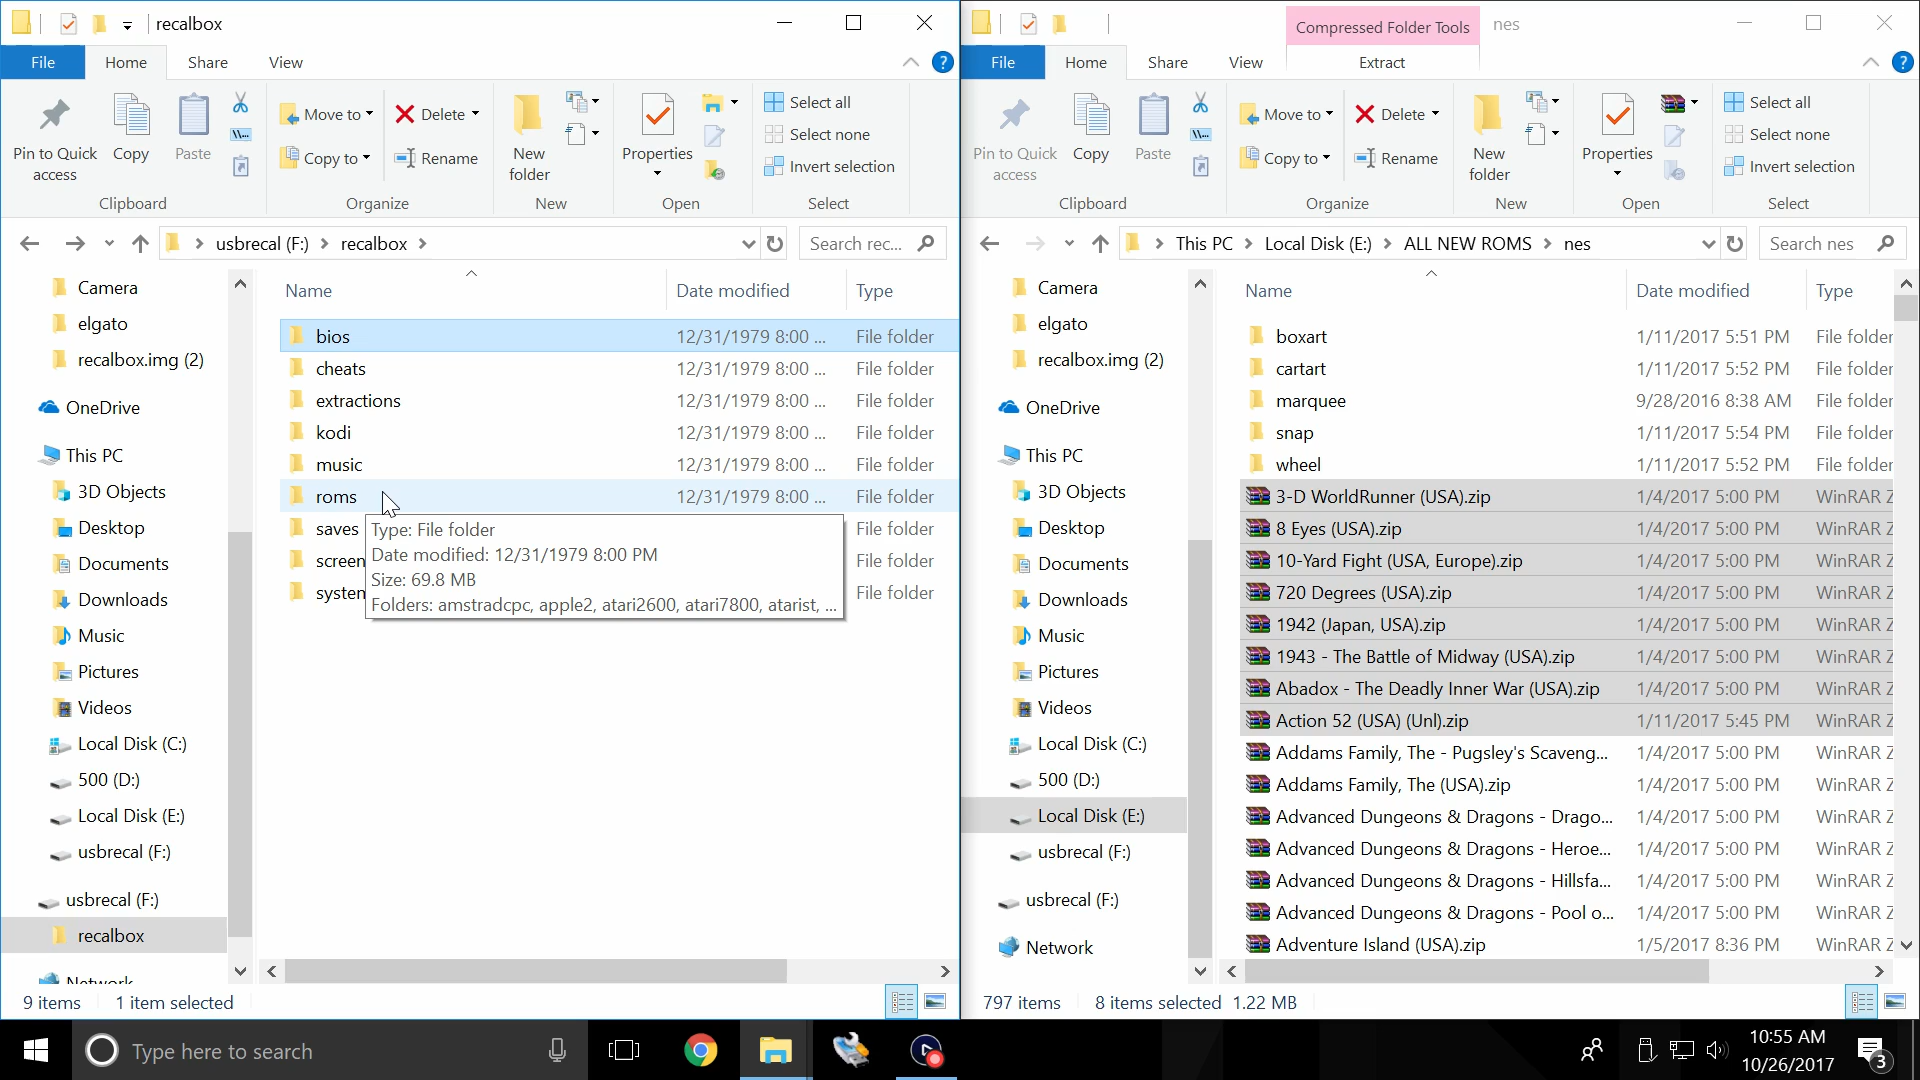 recalbox
File
Home
Share
View
Pin to Quick access
Copy
Paste
Move to
Copy to
Delete
Rename
New folder
Properties
Select all
Select none
Invert selection
Clipboard
Organize
New
Open
Select
usbrecal (F:) > recalbox >
Search rec...
Camera
elgato
recalbox.img (2)
OneDrive
This PC
3D Objects
Desktop
Documents
Downloads
Music
Pictures
Videos
Local Disk (C:)
500 (D:)
Local Disk (E:)
usbrecal (F:)
usbrecal (F:)
recalbox
Network
Name Date modified Type
bios 12/31/1979 8:00 ... File folder
cheats 12/31/1979 8:00 ... File folder
extractions 12/31/1979 8:00 ... File folder
kodi 12/31/1979 8:00 ... File folder
music 12/31/1979 8:00 ... File folder
roms 12/31/1979 8:00 ... File folder
saves File folder
screen File folder
system File folder
Type: File folder
Date modified: 12/31/1979 8:00 PM
Size: 69.8 MB
Folders: amstradcpc, apple2, atari2600, atari7800, atarist, ...
9 items 1 item selected
Compressed Folder Tools
nes
File
Home
Share
View
Extract
Pin to Quick access
Copy
Paste
Move to
Copy to
Delete
Rename
New folder
Properties
Select all
Select none
Invert selection
Clipboard
Organize
New
Open
Select
This PC > Local Disk (E:) > ALL NEW ROMS > nes
Search nes
Camera
elgato
recalbox.img (2)
OneDrive
This PC
3D Objects
Desktop
Documents
Downloads
Music
Pictures
Videos
Local Disk (C:)
500 (D:)
Local Disk (E:)
usbrecal (F:)
usbrecal (F:)
Network
Name Date modified Type
boxart 1/11/2017 5:51 PM File folder
cartart 1/11/2017 5:52 PM File folder
marquee 9/28/2016 8:38 AM File folder
snap 1/11/2017 5:54 PM File folder
wheel 1/11/2017 5:52 PM File folder
3-D WorldRunner (USA).zip 1/4/2017 5:00 PM WinRAR Z
8 Eyes (USA).zip 1/4/2017 5:00 PM WinRAR Z
10-Yard Fight (USA, Europe).zip 1/4/2017 5:00 PM WinRAR Z
720 Degrees (USA).zip 1/4/2017 5:00 PM WinRAR Z
1942 (Japan, USA).zip 1/4/2017 5:00 PM WinRAR Z
1943 - The Battle of Midway (USA).zip 1/4/2017 5:00 PM WinRAR Z
Abadox - The Deadly Inner War (USA).zip 1/4/2017 5:00 PM WinRAR Z
Action 52 (USA) (Unl).zip 1/11/2017 5:45 PM WinRAR Z
Addams Family, The - Pugsley's Scaveng... 1/4/2017 5:00 PM WinRAR Z
Addams Family, The (USA).zip 1/4/2017 5:00 PM WinRAR Z
Advanced Dungeons & Dragons - Drago... 1/4/2017 5:00 PM WinRAR Z
Advanced Dungeons & Dragons - Heroe... 1/4/2017 5:00 PM WinRAR Z
Advanced Dungeons & Dragons - Hillsfa... 1/4/2017 5:00 PM WinRAR Z
Advanced Dungeons & Dragons - Pool o... 1/4/2017 5:00 PM WinRAR Z
Adventure Island (USA).zip 1/5/2017 8:36 PM WinRAR Z
797 items 8 items selected 1.22 MB
Type here to search
10:55 AM
10/26/2017
3